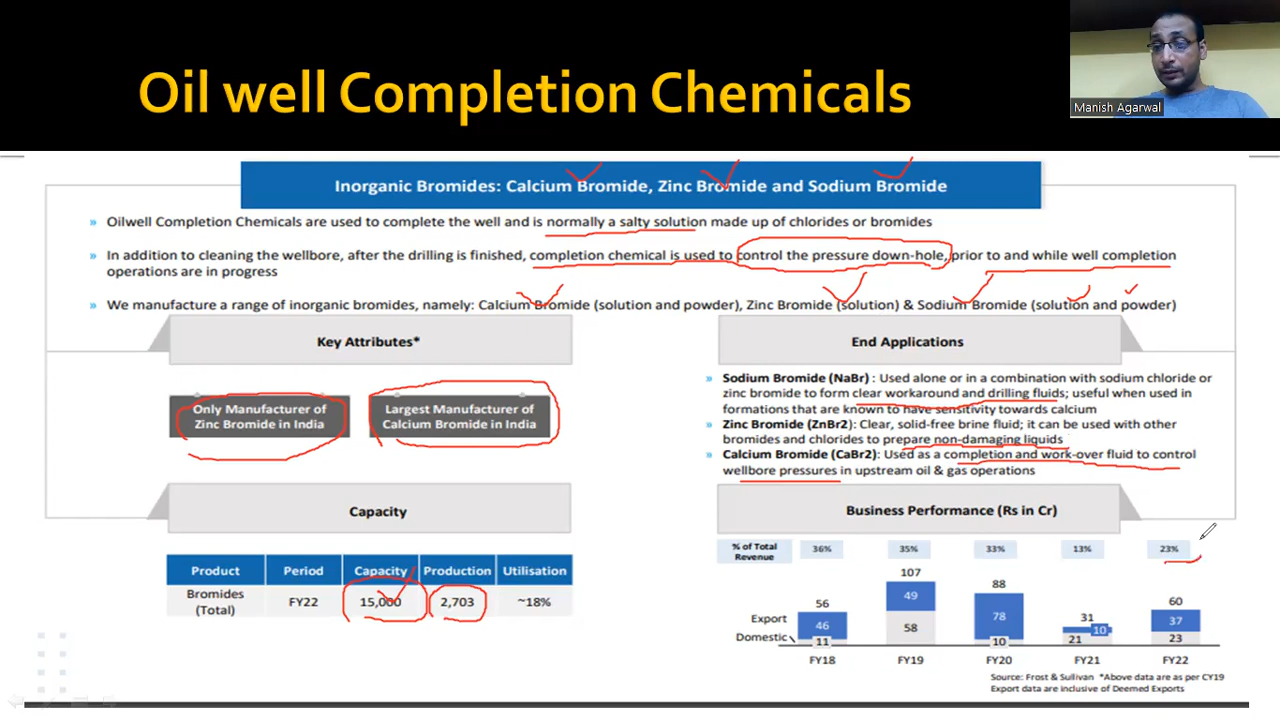 Oil well Completion Chemicals
Manish Agarwal
Inorganic Bromides: Calcium Bromide, Zinc Bromide and Sodium Bromide
» Oilwell Completion Chemicals are used to complete the well and is normally a salty solution made up of chlorides or bromides
» In addition to cleaning the wellbore, after the drilling is finished, completion chemical is used to control the pressure down-hole, prior to and while well completion
operations are in progress
» We manufacture a range of inorganic bromides, namely: Calcium Bromide (solution and powder), Zinc Bromide (solution) & Sodium Bromide (solution and powder)
Key Attributes*
Only Manufacturer of
Zinc Bromide in India
Largest Manufacturer of
Calcium Bromide in India
Capacity
Product Period Capacity Production Utilisation
Bromides
(Total) FY22 15,000 2,703 ~18%
End Applications
» Sodium Bromide (NaBr) : Used alone or in a combination with sodium chloride or
zinc bromide to form clear workaround and drilling fluids; useful when used in
formations that are known to have sensitivity towards calcium
» Zinc Bromide (ZnBr2): Clear, solid-free brine fluid; it can be used with other
bromides and chlorides to prepare non-damaging liquids
» Calcium Bromide (CaBr2): Used as a completion and work-over fluid to control
wellbore pressures in upstream oil & gas operations
Business Performance (Rs in Cr)
% of Total
Revenue
36% 35% 33% 13% 23%
56 107 88 31 60
Export 46 49 78 10 37
Domestic 11 58 10 21 23
FY18 FY19 FY20 FY21 FY22
Source: Frost & Sullivan *Above data are as per CY19
Export data are inclusive of Deemed Exports